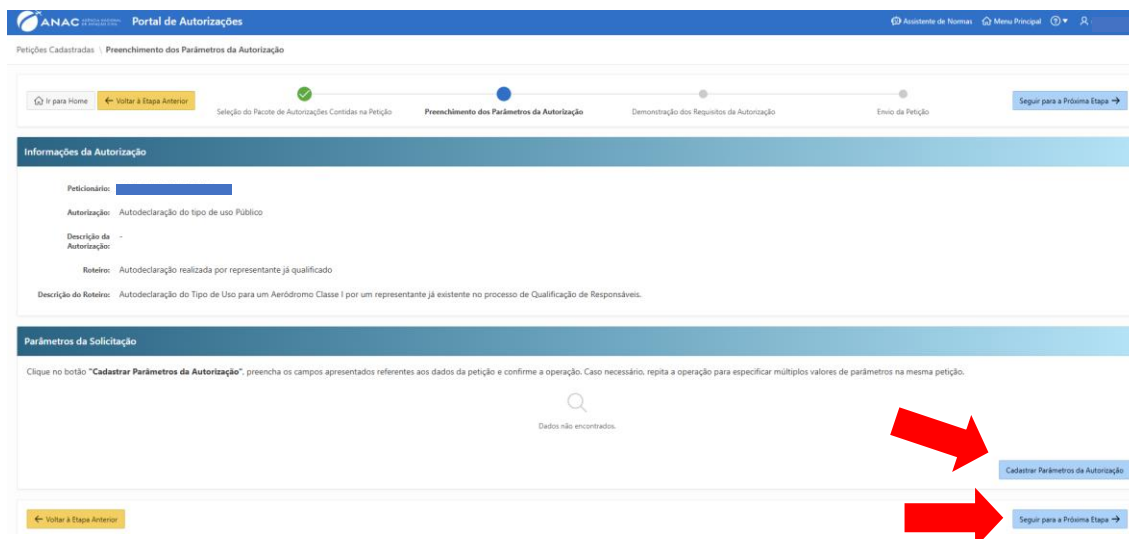 ANAC Portal de Autorizações
Assistente de Normas Menu Principal
Petições Cadastradas \ Preenchimento dos Parâmetros da Autorização
Ir para Home ← Voltar à Etapa Anterior
Seleção do Pacote de Autorizações Contidas na Petição Preenchimento dos Parâmetros da Autorização Demonstração dos Requisitos da Autorização Envio da Petição
Seguir para a Próxima Etapa →
Informações da Autorização
Peticionário:
Autorização: Autodeclaração do tipo de uso Público
Descrição da Autorização: -
Roteiro: Autodeclaração realizada por representante já qualificado
Descrição do Roteiro: Autodeclaração do Tipo de Uso para um Aeródromo Classe I por um representante já existente no processo de Qualificação de Responsáveis.
Parâmetros da Solicitação
Clique no botão "Cadastrar Parâmetros da Autorização", preencha os campos apresentados referentes aos dados da petição e confirme a operação. Caso necessário, repita a operação para especificar múltiplos valores de parâmetros na mesma petição.
Dados não encontrados.
Cadastrar Parâmetros da Autorização
← Voltar à Etapa Anterior
Seguir para a Próxima Etapa →